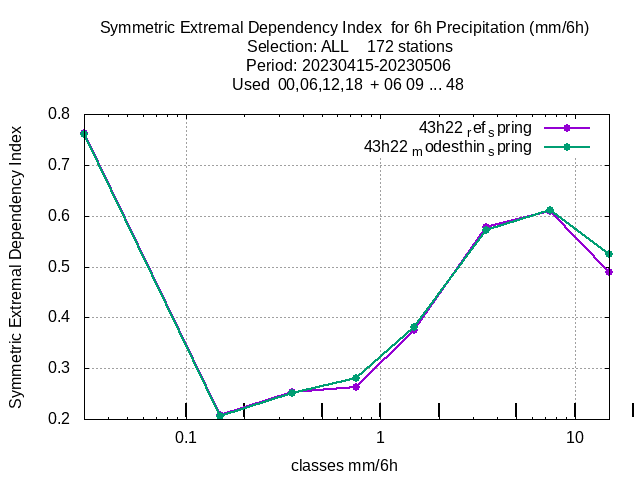 Symmetric Extremal Dependency Index  for 6h Precipitation (mm/6h)
Selection: ALL    172 stations
Period: 20230415-20230506
Used  00,06,12,18  + 06 09 ... 48
43h22 ref spring
43h22 modesthin spring
0.8
0.7
0.6
0.5
0.4
0.3
0.2
Symmetric Extremal Dependency Index
0.1
1
10
classes mm/6h